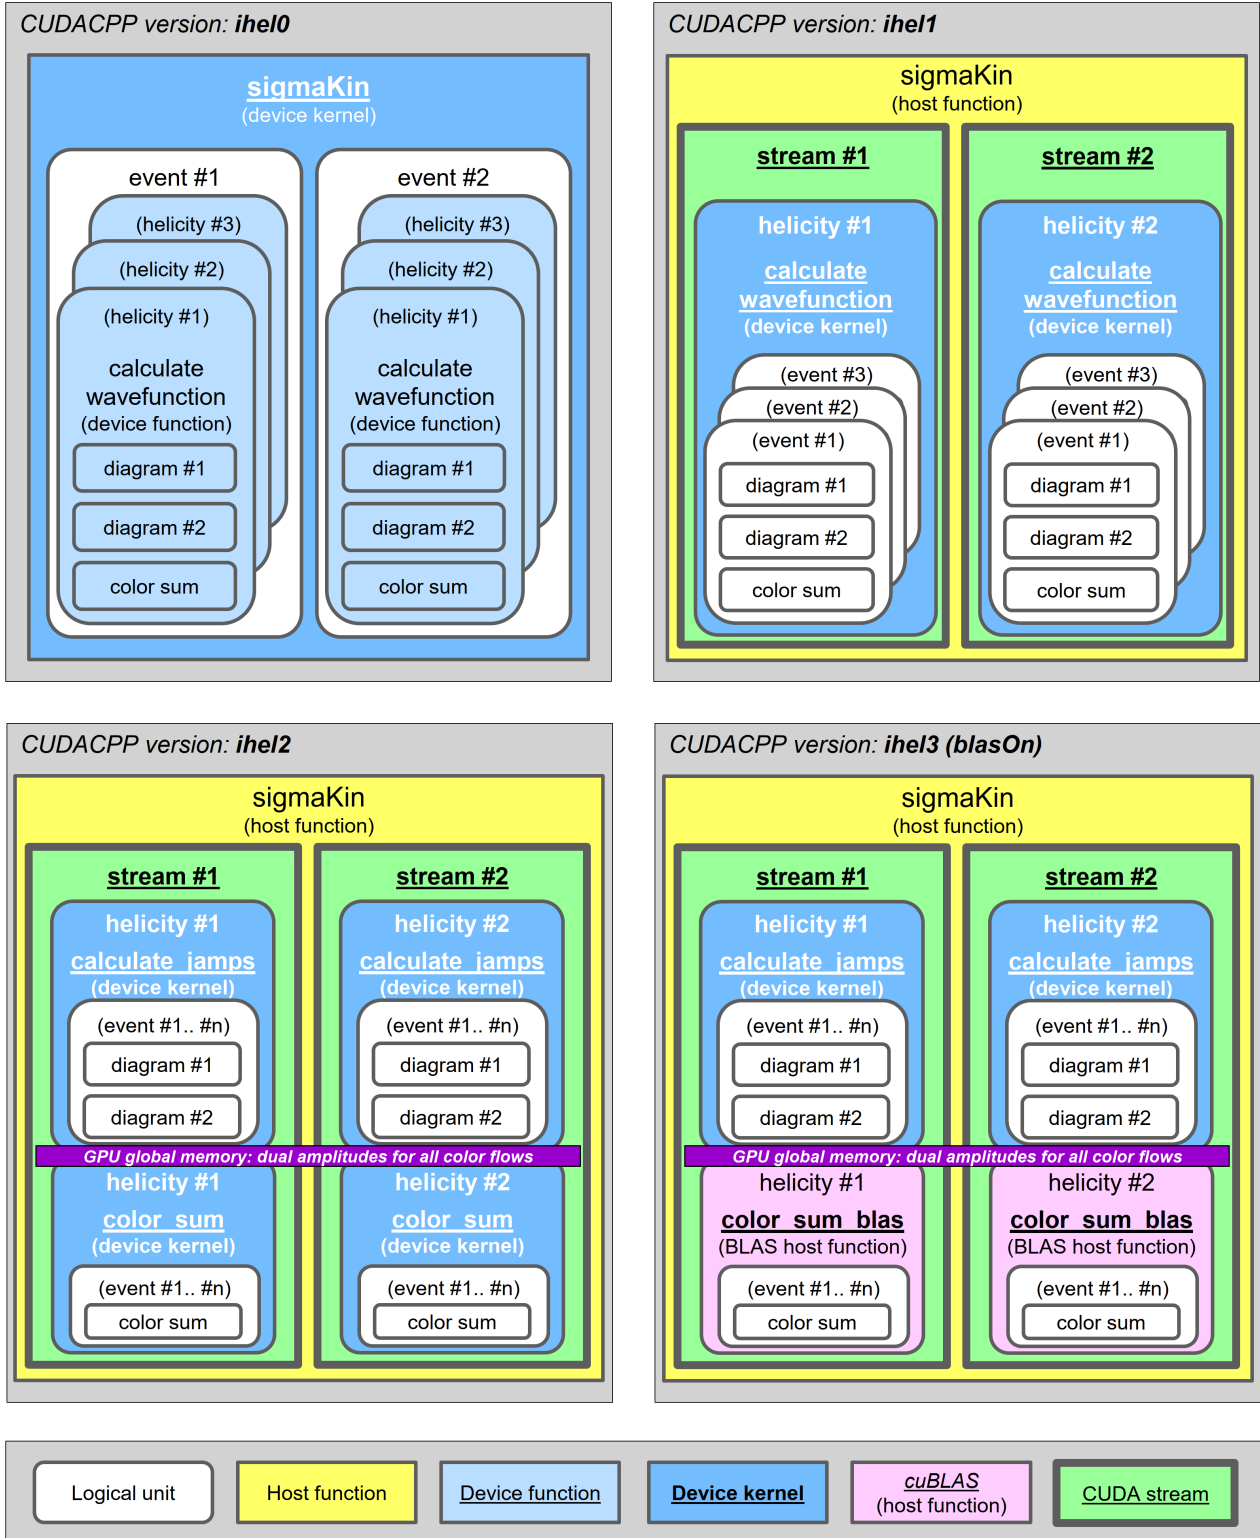 CUDACPP version: ihel0
sigmaKin
(device kernel)
event #1
(helicity #3)
(helicity #2)
(helicity #1)
calculate
wavefunction
(device function)
diagram #1
diagram #2
color sum
event #2
(helicity #3)
(helicity #2)
(helicity #1)
calculate
wavefunction
(device function)
diagram #1
diagram #2
color sum
CUDACPP version: ihel1
sigmaKin
(host function)
stream #1
helicity #1
calculate
wavefunction
(device kernel)
(event #3)
(event #2)
(event #1)
diagram #1
diagram #2
color sum
stream #2
helicity #2
calculate
wavefunction
(device kernel)
(event #3)
(event #2)
(event #1)
diagram #1
diagram #2
color sum
CUDACPP version: ihel2
sigmaKin
(host function)
stream #1
helicity #1
calculate_jamps
(device kernel)
(event #1.. #n)
diagram #1
diagram #2
stream #2
helicity #2
calculate_jamps
(device kernel)
(event #1.. #n)
diagram #1
diagram #2
GPU global memory: dual amplitudes for all color flows
helicity #1
color_sum
(device kernel)
(event #1.. #n)
color sum
helicity #2
color_sum
(device kernel)
(event #1.. #n)
color sum
CUDACPP version: ihel3 (blasOn)
sigmaKin
(host function)
stream #1
helicity #1
calculate_jamps
(device kernel)
(event #1.. #n)
diagram #1
diagram #2
stream #2
helicity #2
calculate_jamps
(device kernel)
(event #1.. #n)
diagram #1
diagram #2
GPU global memory: dual amplitudes for all color flows
helicity #1
color_sum_blas
(BLAS host function)
(event #1.. #n)
color sum
helicity #2
color_sum_blas
(BLAS host function)
(event #1.. #n)
color sum
Logical unit
Host function
Device function
Device kernel
cuBLAS
(host function)
CUDA stream